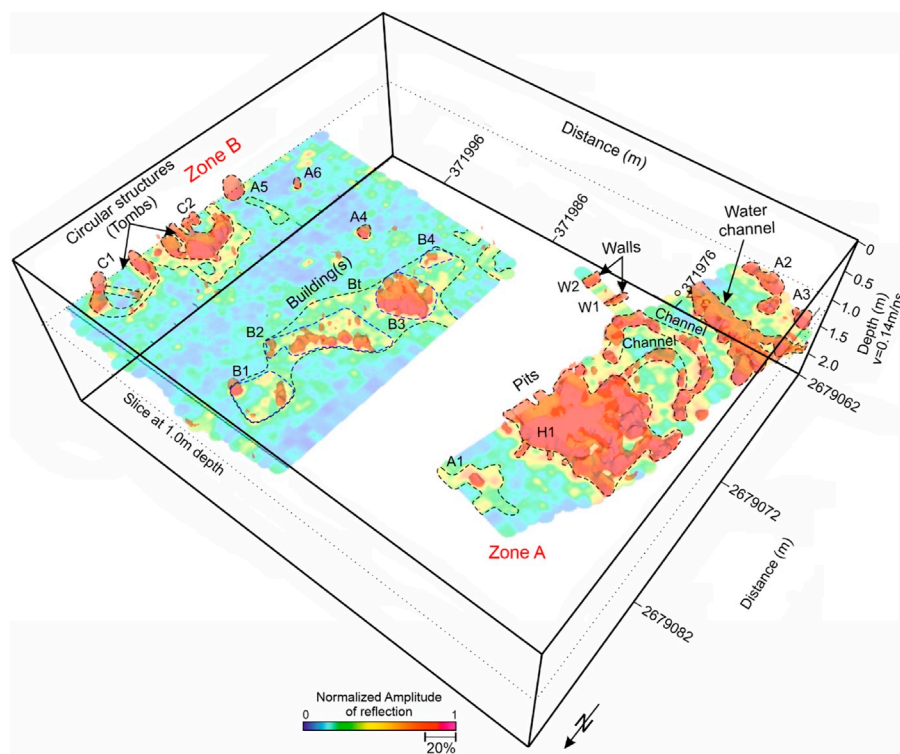 Distance (m)
371996
371986
371976
Zone B
Circular structures
(Tombs)
C2
C1
A5
A6
A4
B4
Building(s)
Bt
B2
B3
B1
Slice at 1.0m depth
Walls
W2
W1
Water
channel
A2
A3
Channel
Channel
Pits
H1
A1
Zone A
0
0.5
1.0
1.5
2.0
Depth (m)
v=0.14m/ns
2679062
2679072
2679082
Distance (m)
Normalized Amplitude
of reflection
0
1
20%
N